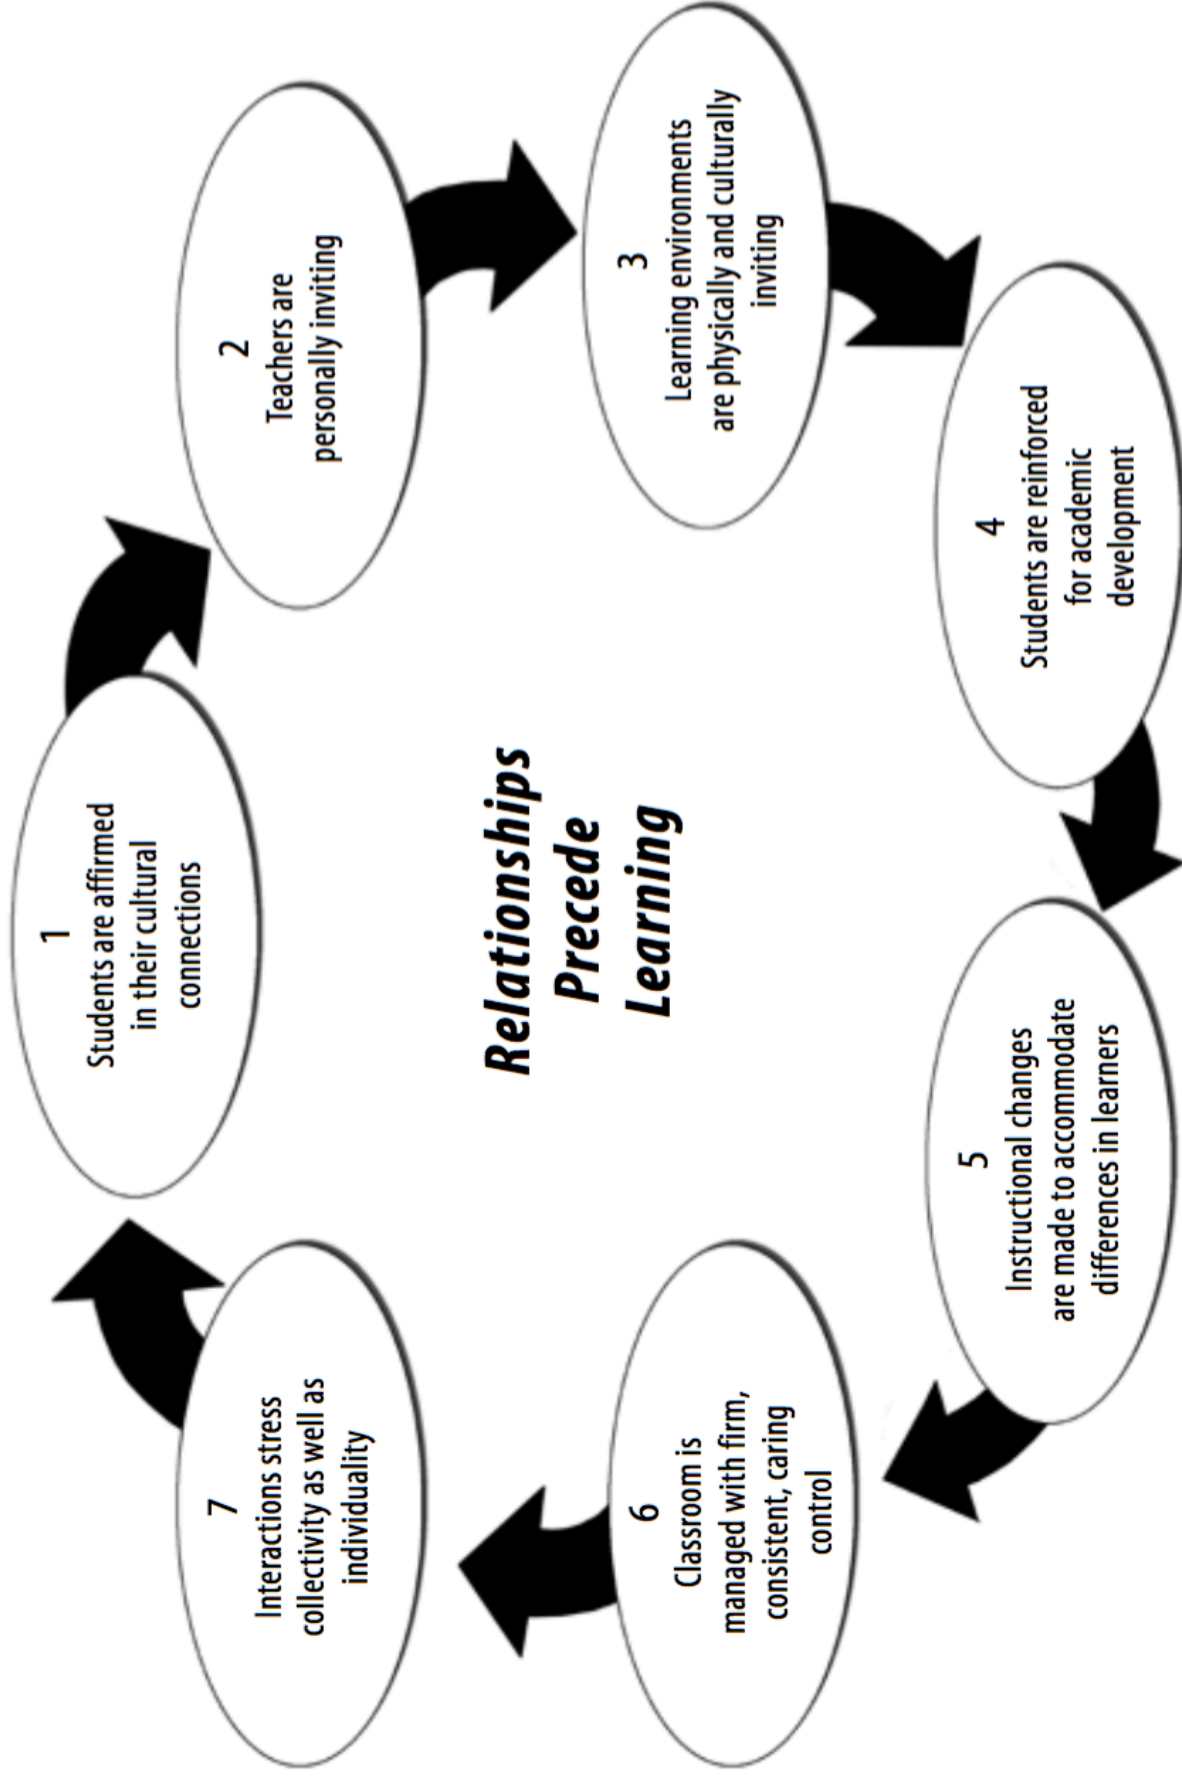 1
Students are affirmed
in their cultural
connections
2
Teachers are
personally inviting
3
Learning environments
are physically and culturally
inviting
4
Students are reinforced
for academic
development
5
Instructional changes
are made to accommodate
differences in learners
6
Classroom is
managed with firm,
consistent, caring
control
7
Interactions stress
collectivity as well as
individuality
Relationships
Precede
Learning